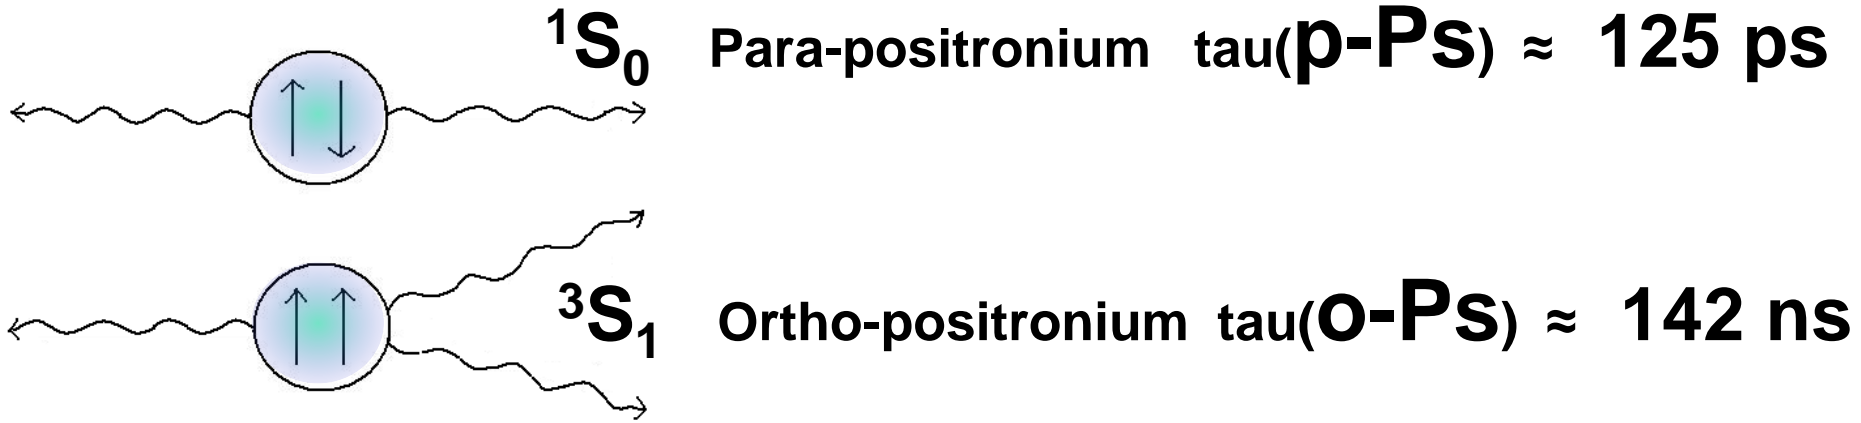 ¹S₀ Para-positronium tau(p-Ps) ≈ 125 ps
³S₁ Ortho-positronium tau(o-Ps) ≈ 142 ns